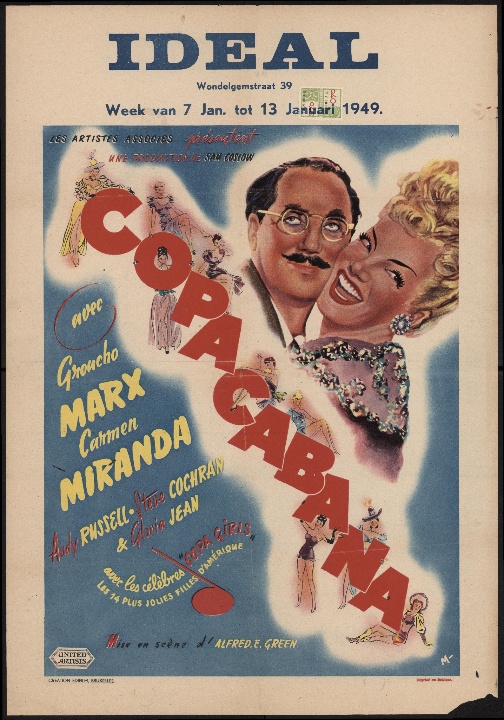 IDEAL
Wondelgemstraat 39
Week van 7 Jan. tot 13 Januari 1949.
LES ARTISTES ASSOCIÉS présentent
UNE PRODUCTION DE SAM COSLOW
COPACABANA
avec
Groucho
MARX
Carmen
MIRANDA
Andy RUSSELL - Steve COCHRAN
& Gloria JEAN
avec les célèbres "COPA GIRLS"
LES 14 PLUS JOLIES FILLES D'AMÉRIQUE
Mise en scène d'ALFRED. E. GREEN
UNITED
ARTISTS
M-